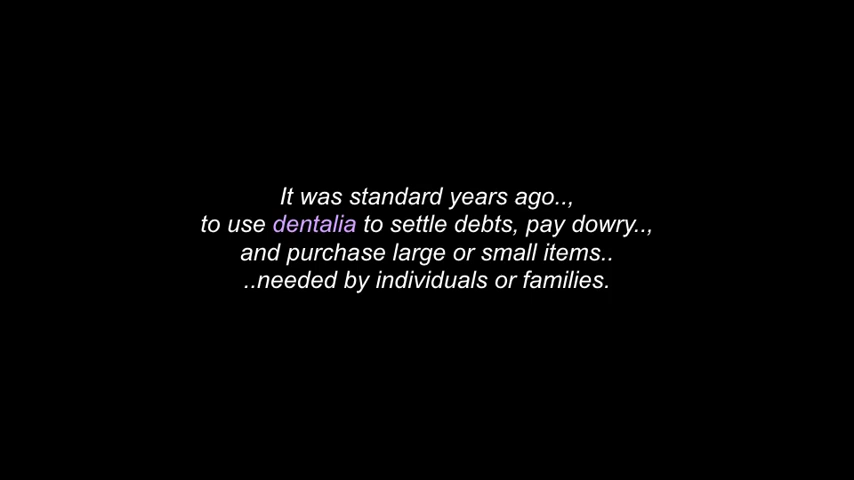 It was standard years ago..,
to use dentalia to settle debts, pay dowry..,
and purchase large or small items..
..needed by individuals or families.